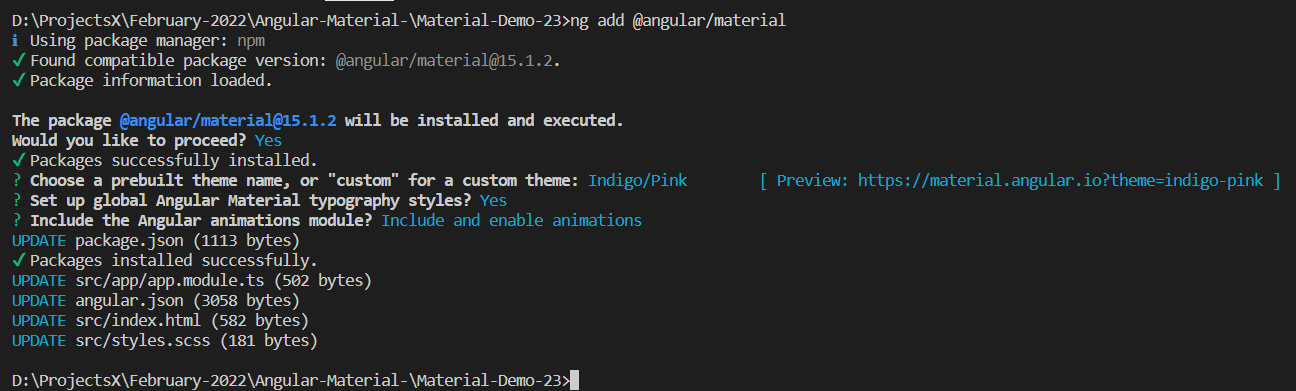 D:\ProjectsX\February-2022\Angular-Material-\Material-Demo-23>ng add @angular/material
i Using package manager: npm
✓ Found compatible package version: @angular/material@15.1.2.
✓ Package information loaded.
The package @angular/material@15.1.2 will be installed and executed.
Would you like to proceed? Yes
✓ Packages successfully installed.
? Choose a prebuilt theme name, or "custom" for a custom theme: Indigo/Pink [ Preview: https://material.angular.io?theme=indigo-pink ]
? Set up global Angular Material typography styles? Yes
? Include the Angular animations module? Include and enable animations
UPDATE package.json (1113 bytes)
✓ Packages installed successfully.
UPDATE src/app/app.module.ts (502 bytes)
UPDATE angular.json (3058 bytes)
UPDATE src/index.html (582 bytes)
UPDATE src/styles.scss (181 bytes)
D:\ProjectsX\February-2022\Angular-Material-\Material-Demo-23>